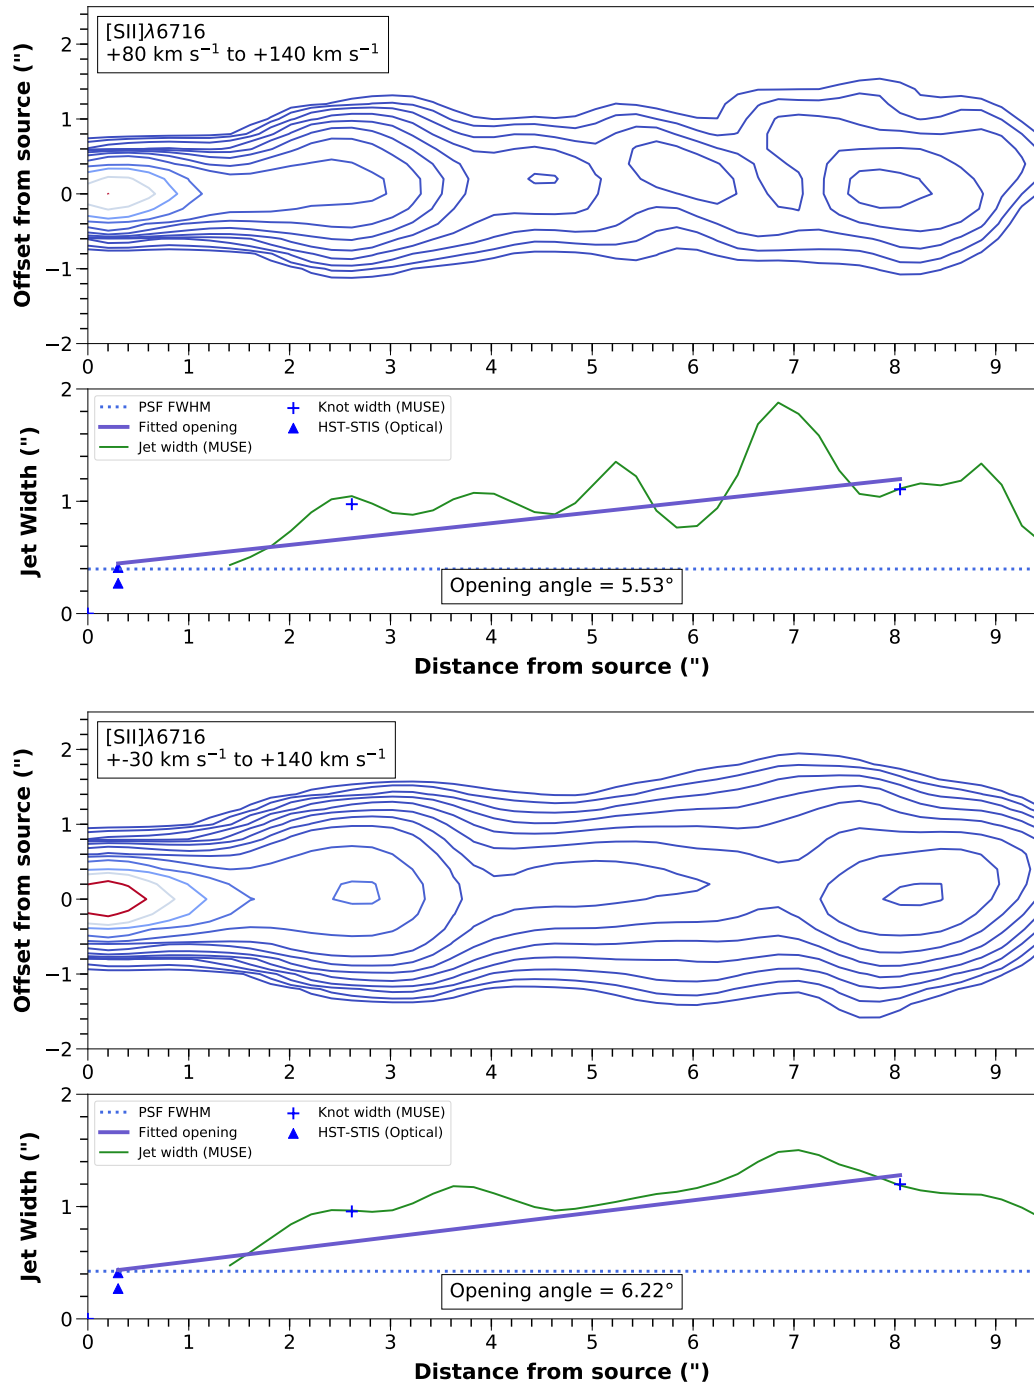 [SII]λ6716
+80 km s⁻¹ to +140 km s⁻¹
Offset from source (")
2
1
0
−1
−2
0 1 2 3 4 5 6 7 8 9
Jet Width (")
2
1
0
PSF FWHM
Fitted opening
Jet width (MUSE)
Knot width (MUSE)
HST-STIS (Optical)
Opening angle = 5.53°
0 1 2 3 4 5 6 7 8 9
Distance from source (")
[SII]λ6716
+-30 km s⁻¹ to +140 km s⁻¹
Offset from source (")
2
1
0
−1
−2
0 1 2 3 4 5 6 7 8 9
Jet Width (")
2
1
0
PSF FWHM
Fitted opening
Jet width (MUSE)
Knot width (MUSE)
HST-STIS (Optical)
Opening angle = 6.22°
0 1 2 3 4 5 6 7 8 9
Distance from source (")